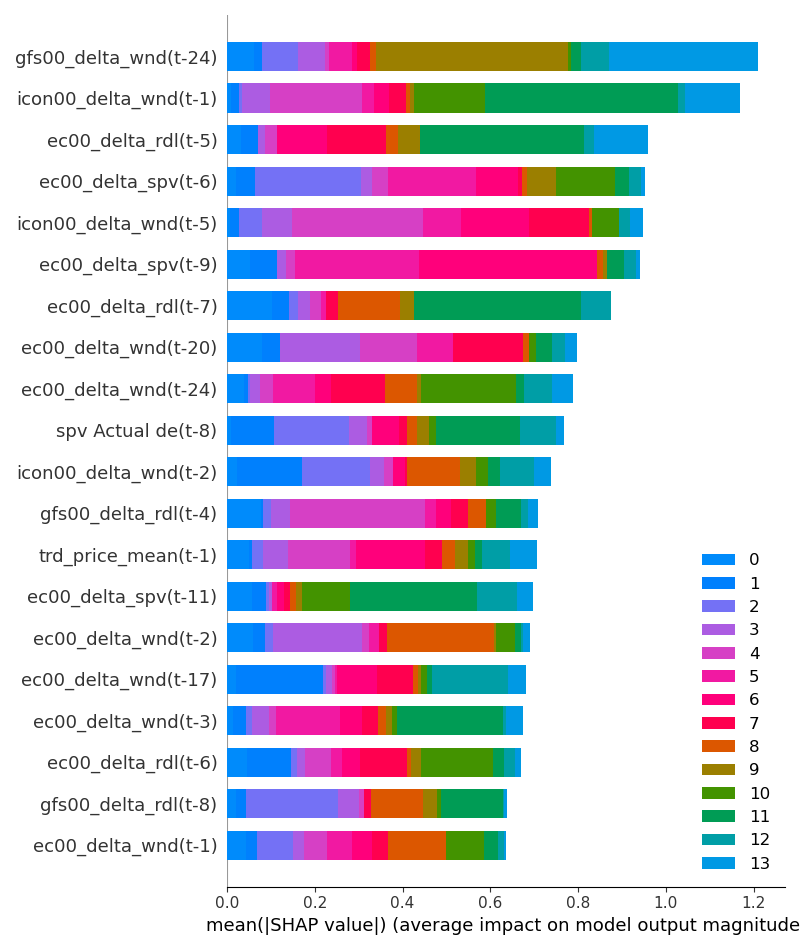 gfs00_delta_wnd(t-24)
icon00_delta_wnd(t-1)
ec00_delta_rdl(t-5)
ec00_delta_spv(t-6)
icon00_delta_wnd(t-5)
ec00_delta_spv(t-9)
ec00_delta_rdl(t-7)
ec00_delta_wnd(t-20)
ec00_delta_wnd(t-24)
spv Actual de(t-8)
icon00_delta_wnd(t-2)
gfs00_delta_rdl(t-4)
trd_price_mean(t-1)
ec00_delta_spv(t-11)
ec00_delta_wnd(t-2)
ec00_delta_wnd(t-17)
ec00_delta_wnd(t-3)
ec00_delta_rdl(t-6)
gfs00_delta_rdl(t-8)
ec00_delta_wnd(t-1)
0
1
2
3
4
5
6
7
8
9
10
11
12
13
0.0 0.2 0.4 0.6 0.8 1.0 1.2
mean(|SHAP value|) (average impact on model output magnitude